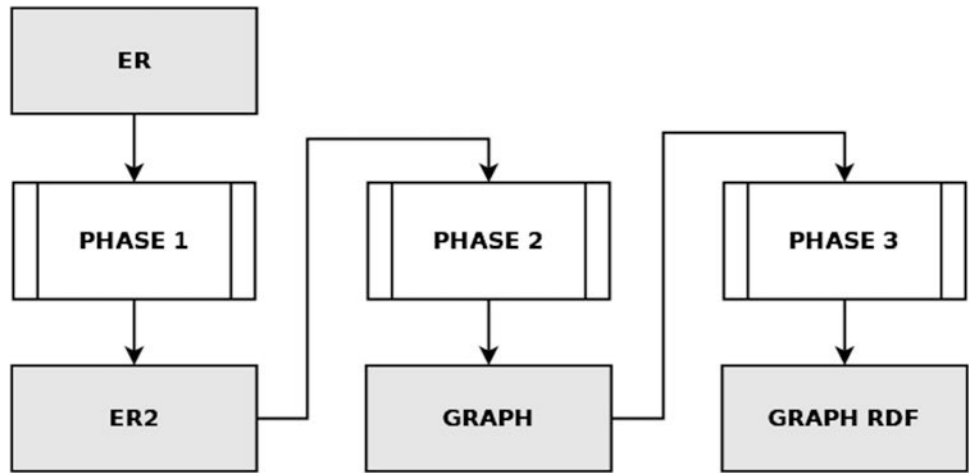 ER
PHASE 1
PHASE 2
PHASE 3
ER2
GRAPH
GRAPH RDF